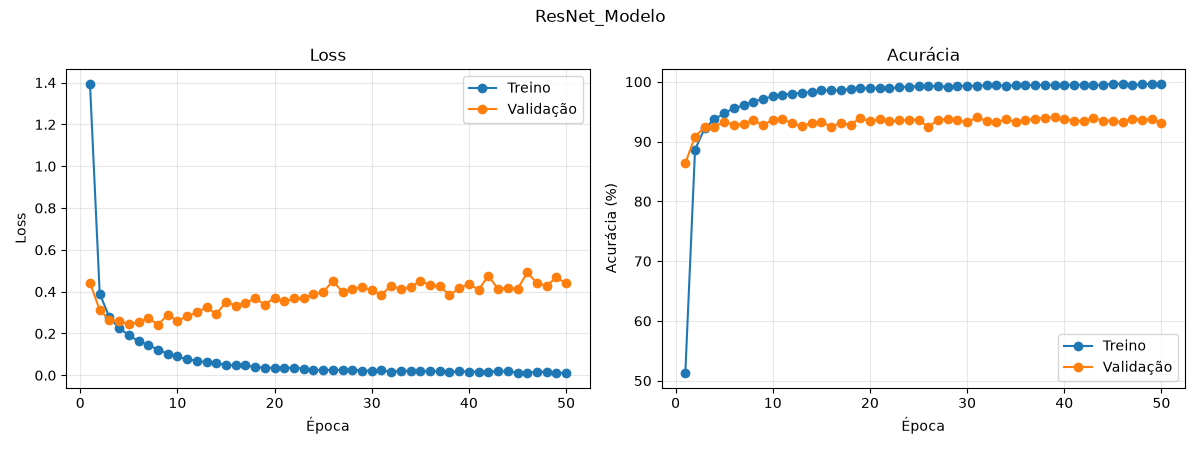 ResNet_Modelo
Loss
Treino
Validação
1.4
1.2
1.0
0.8
0.6
0.4
0.2
0.0
Loss
0 10 20 30 40 50
Época
Acurácia
100
90
80
70
60
50
Acurácia (%)
Treino
Validação
0 10 20 30 40 50
Época